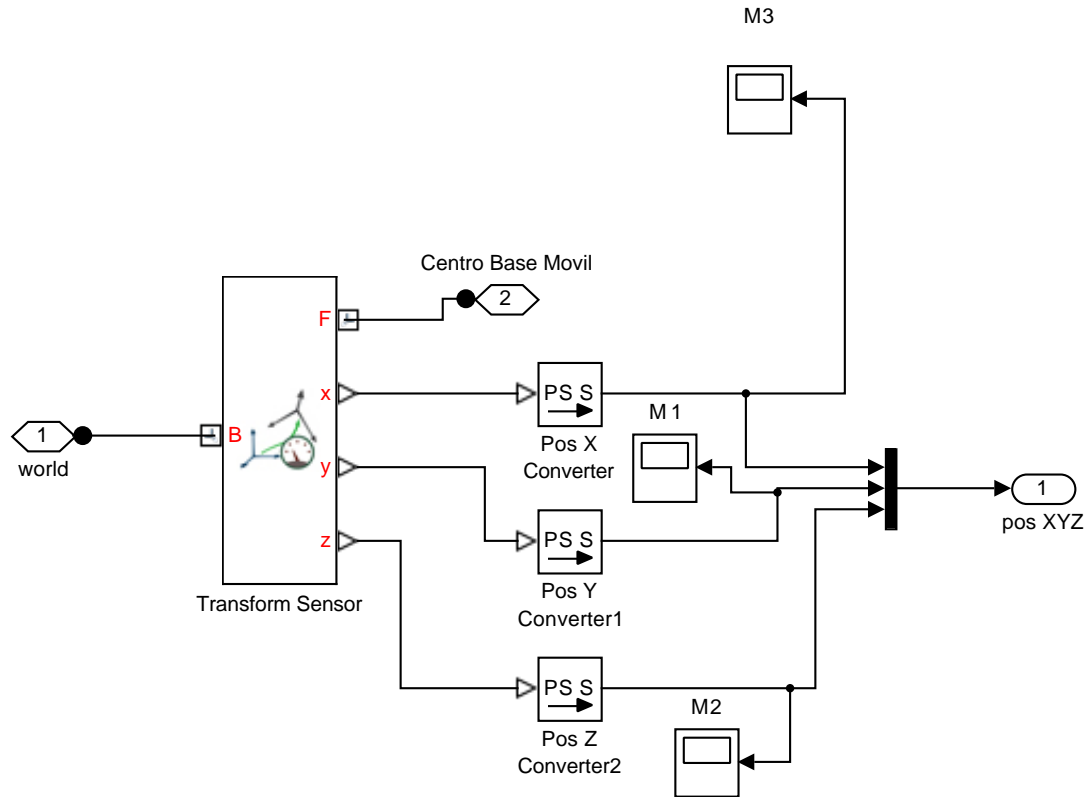 M3
Centro Base Movil
2
F
x
PS S
M1
Pos X
Converter
1
B
world
y
1
pos XYZ
z
PS S
Pos Y
Converter1
Transform Sensor
PS S
M2
Pos Z
Converter2